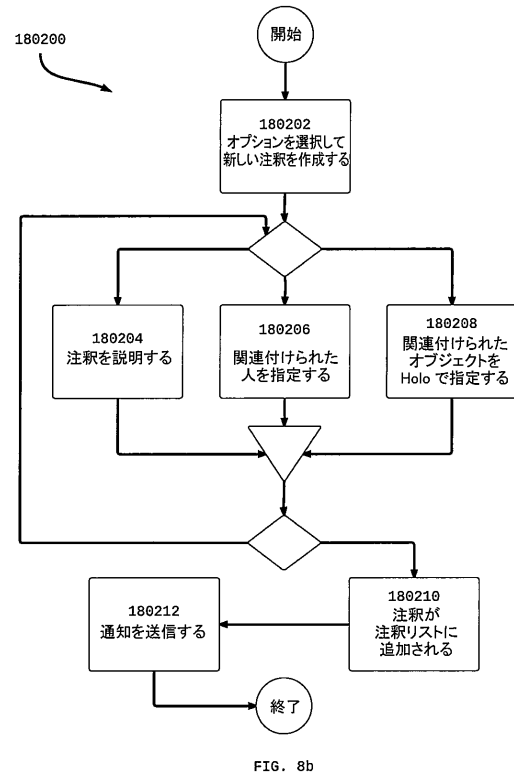 開始
180200
180202
オプションを選択して
新しい注釈を作成する
180204
注釈を説明する
180206
関連付けられた
人を指定する
180208
関連付けられた
オブジェクトを
Holo で指定する
180210
注釈が
注釈リストに
追加される
180212
通知を送信する
終了
FIG. 8b